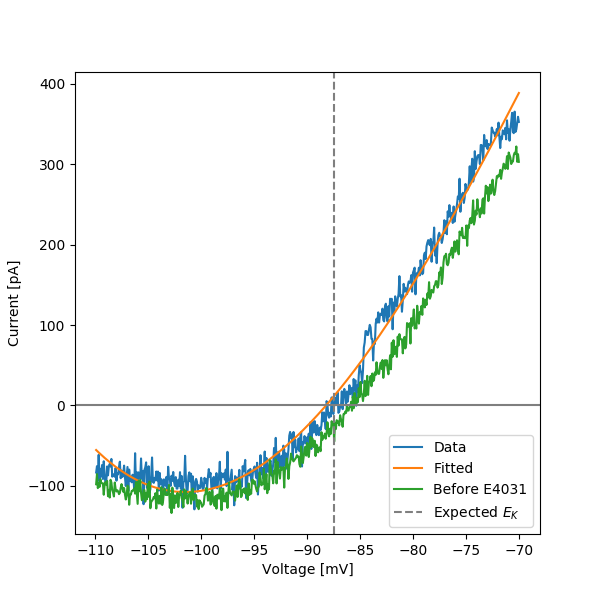 400
300
200
100
0
−100
Current [pA]
−110
−105
−100
−95
−90
−85
−80
−75
−70
Voltage [mV]
Data
Fitted
Before E4031
Expected E_K